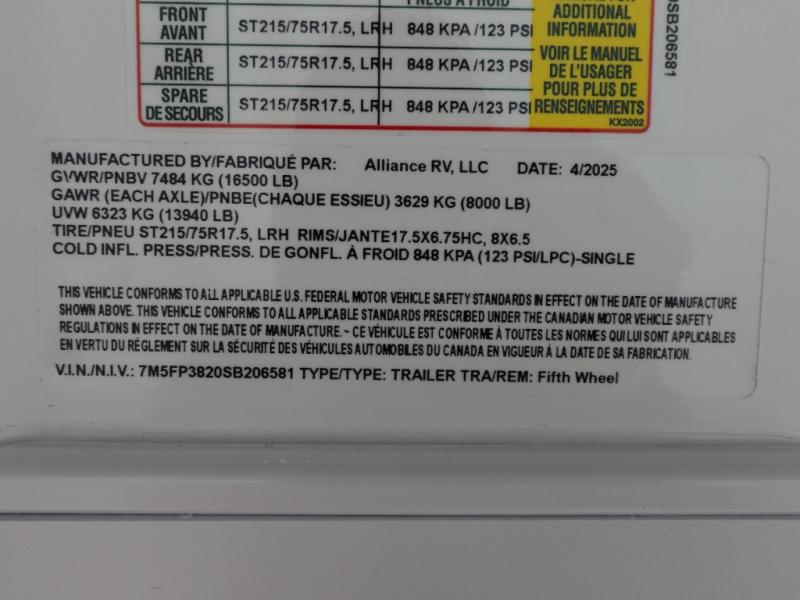 PNEUS À FROID
FRONT
AVANT
ST215/75R17.5, LRH 848 KPA /123 PSI
REAR
ARRIÈRE
ST215/75R17.5, LRH 848 KPA /123 PSI
SPARE
DE SECOURS
ST215/75R17.5, LRH 848 KPA /123 PSI
ADDITIONAL
INFORMATION
VOIR LE MANUEL
DE L'USAGER
POUR PLUS DE
RENSEIGNEMENTS
KX2002
SB206581
MANUFACTURED BY/FABRIQUÉ PAR: Alliance RV, LLC DATE: 4/2025
GVWR/PNBV 7484 KG (16500 LB)
GAWR (EACH AXLE)/PNBE(CHAQUE ESSIEU) 3629 KG (8000 LB)
UVW 6323 KG (13940 LB)
TIRE/PNEU ST215/75R17.5, LRH RIMS/JANTE17.5X6.75HC, 8X6.5
COLD INFL. PRESS/PRESS. DE GONFL. À FROID 848 KPA (123 PSI/LPC)-SINGLE
THIS VEHICLE CONFORMS TO ALL APPLICABLE U.S. FEDERAL MOTOR VEHICLE SAFETY STANDARDS IN EFFECT ON THE DATE OF MANUFACTURE
SHOWN ABOVE. THIS VEHICLE CONFORMS TO ALL APPLICABLE STANDARDS PRESCRIBED UNDER THE CANADIAN MOTOR VEHICLE SAFETY
REGULATIONS IN EFFECT ON THE DATE OF MANUFACTURE. ~ CE VÉHICULE EST CONFORME À TOUTES LES NORMES QUI LUI SONT APPLICABLES
EN VERTU DU RÉGLEMENT SUR LA SÉCURITÉ DES VÉHICULES AUTOMOBILES DU CANADA EN VIGUEUR À LA DATE DE SA FABRICATION.
V.I.N./N.I.V.: 7M5FP3820SB206581 TYPE/TYPE: TRAILER TRA/REM: Fifth Wheel